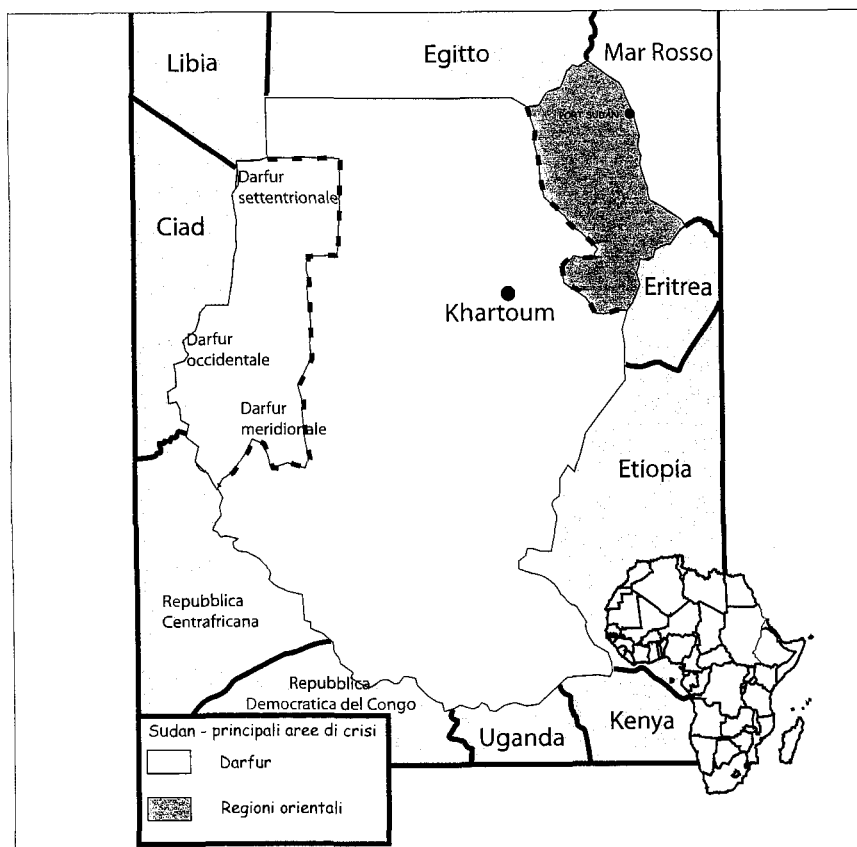 Libia
Egitto
Mar Rosso
PORT SUDAN
Darfur
settentrionale
Ciad
Khartoum
Eritrea
Darfur
occidentale
Darfur
meridionale
Etiopia
Repubblica
Centrafricana
Repubblica
Democratica del Congo
Uganda
Kenya
Sudan - principali aree di crisi
Darfur
Regioni orientali